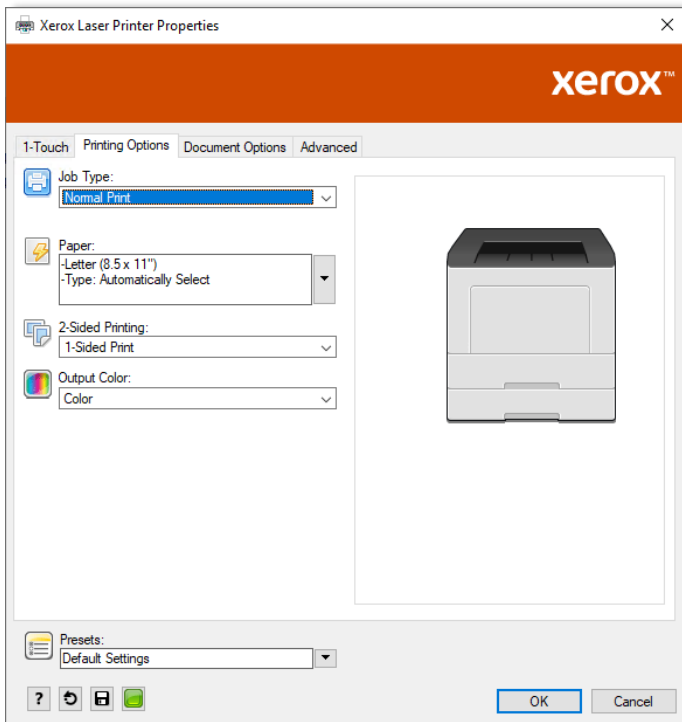 Xerox Laser Printer Properties
xerox™
1-Touch Printing Options Document Options Advanced
Job Type:
Normal Print
Paper:
-Letter (8.5 x 11")
-Type: Automatically Select
2-Sided Printing:
1-Sided Print
Output Color:
Color
Presets:
Default Settings
?
OK Cancel